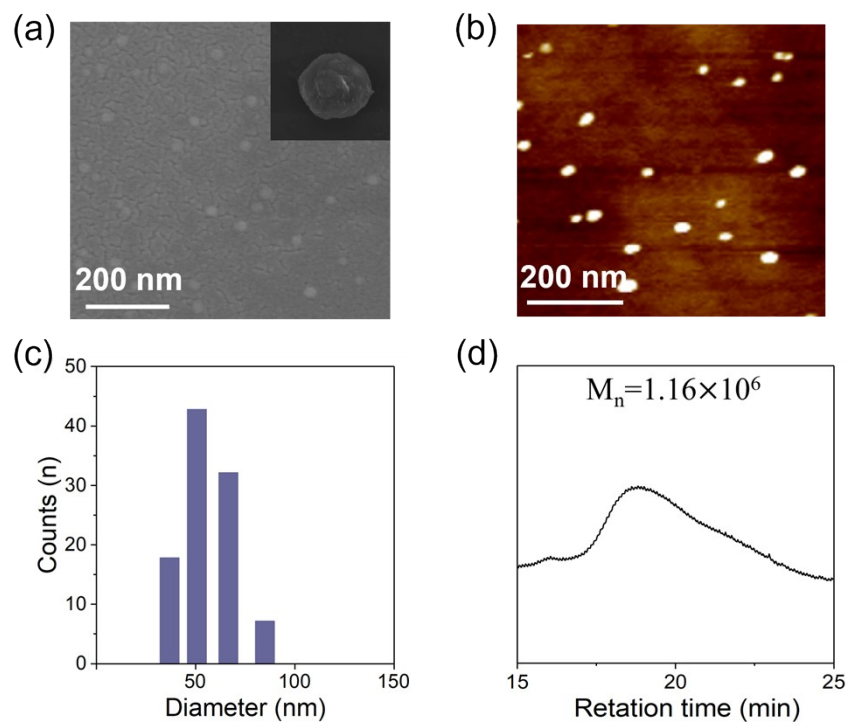 (a)
200 nm
(b)
200 nm
(c)
50
40
30
20
10
0
50
100
150
Counts (n)
Diameter (nm)
(d)
Mₙ=1.16×10⁶
15
20
25
Retation time (min)